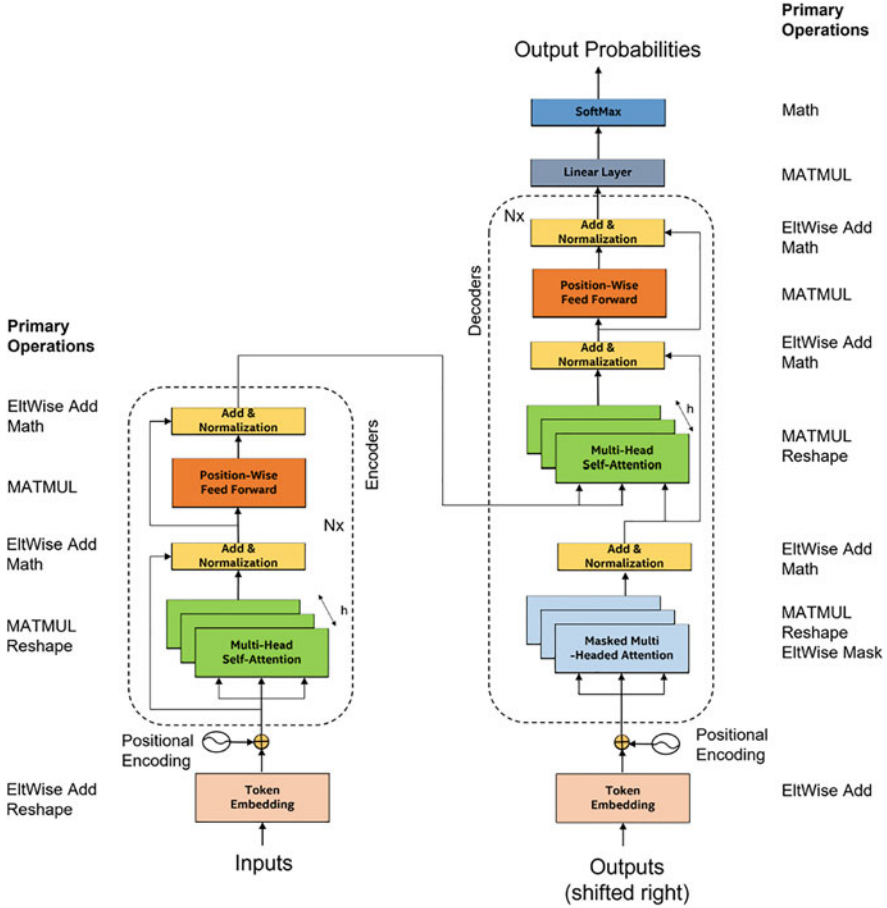 Primary
Operations
Output Probabilities
SoftMax
Math
Linear Layer
MATMUL
Nx
Add &
Normalization
EltWise Add
Math
Decoders
Position-Wise
Feed Forward
MATMUL
Add &
Normalization
EltWise Add
Math
h
Multi-Head
Self-Attention
MATMUL
Reshape
Add &
Normalization
EltWise Add
Math
Masked Multi
-Headed Attention
MATMUL
Reshape
EltWise Mask
Positional
Encoding
Token
Embedding
EltWise Add
Outputs
(shifted right)
Primary
Operations
EltWise Add
Math
Add &
Normalization
Encoders
MATMUL
Position-Wise
Feed Forward
Nx
EltWise Add
Math
Add &
Normalization
h
MATMUL
Reshape
Multi-Head
Self-Attention
Positional
Encoding
EltWise Add
Reshape
Token
Embedding
Inputs